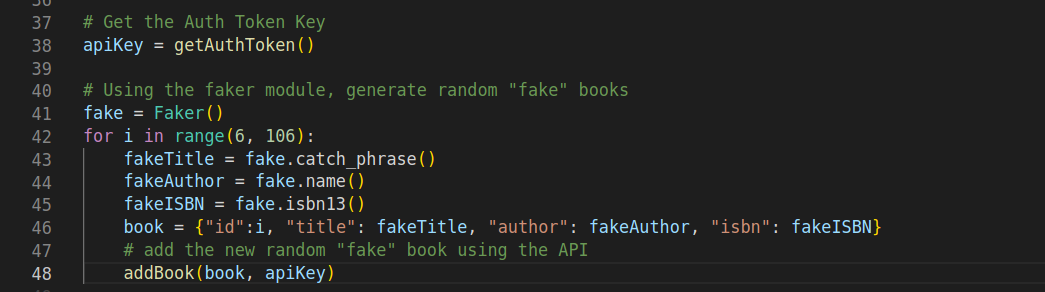 37 # Get the Auth Token Key
38 apiKey = getAuthToken()
39
40 # Using the faker module, generate random "fake" books
41 fake = Faker()
42 for i in range(6, 106):
43     fakeTitle = fake.catch_phrase()
44     fakeAuthor = fake.name()
45     fakeISBN = fake.isbn13()
46     book = {"id":i, "title": fakeTitle, "author": fakeAuthor, "isbn": fakeISBN}
47     # add the new random "fake" book using the API
48     addBook(book, apiKey)